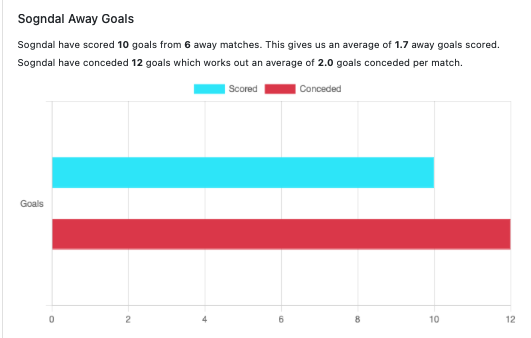 Sogndal Away Goals
Sogndal have scored 10 goals from 6 away matches. This gives us an average of 1.7 away goals scored.
Sogndal have conceded 12 goals which works out an average of 2.0 goals conceded per match.
Scored Conceded
Goals
0 2 4 6 8 10 12